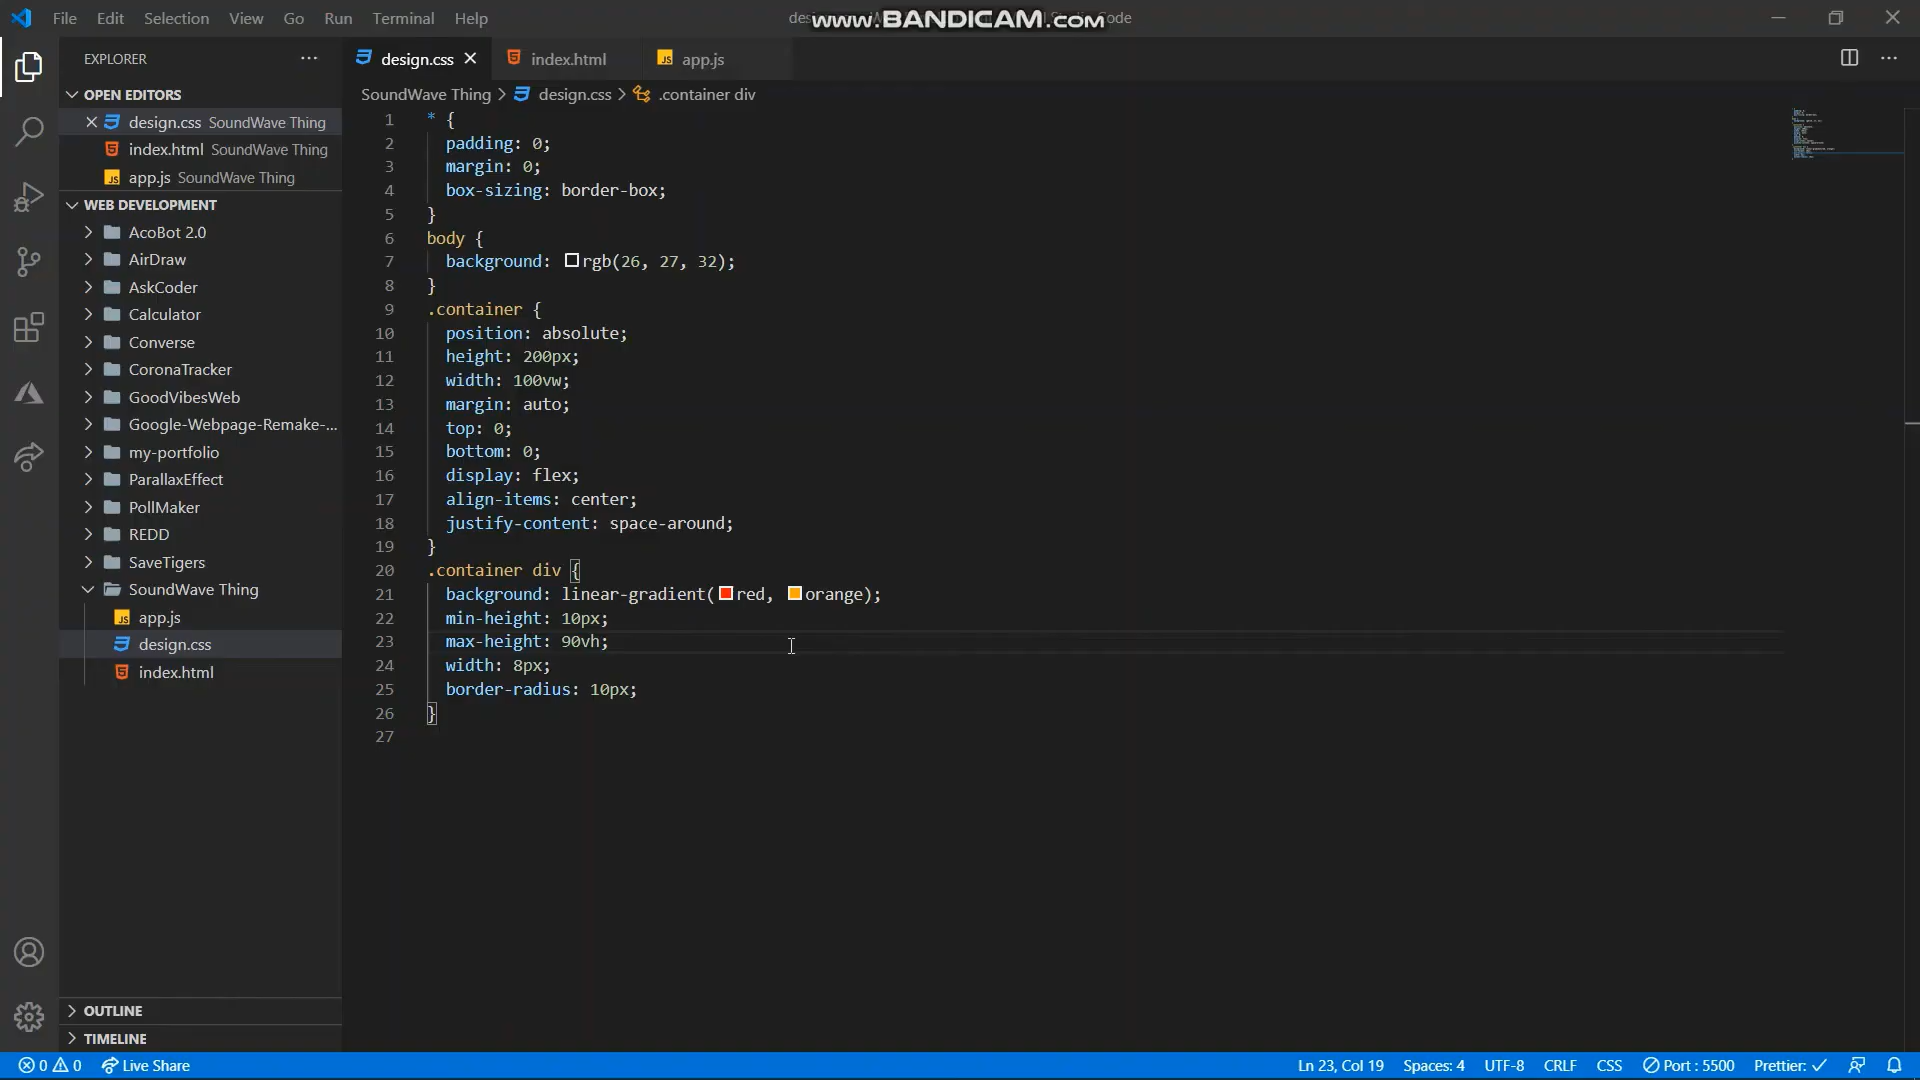 File Edit Selection View Go Run Terminal Help
www.BANDICAM.com
Code
EXPLORER
OPEN EDITORS
design.css SoundWave Thing
index.html SoundWave Thing
app.js SoundWave Thing
WEB DEVELOPMENT
AcoBot 2.0
AirDraw
AskCoder
Calculator
Converse
CoronaTracker
GoodVibesWeb
Google-Webpage-Remake-...
my-portfolio
ParallaxEffect
PollMaker
REDD
SaveTigers
SoundWave Thing
app.js
design.css
index.html
OUTLINE
TIMELINE
design.css index.html app.js
SoundWave Thing > design.css > .container div
1 * {
2 padding: 0;
3 margin: 0;
4 box-sizing: border-box;
5 }
6 body {
7 background: rgb(26, 27, 32);
8 }
9 .container {
10 position: absolute;
11 height: 200px;
12 width: 100vw;
13 margin: auto;
14 top: 0;
15 bottom: 0;
16 display: flex;
17 align-items: center;
18 justify-content: space-around;
19 }
20 .container div {
21 background: linear-gradient(red, orange);
22 min-height: 10px;
23 max-height: 90vh;
24 width: 8px;
25 border-radius: 10px;
26 }
27
0 0 Live Share Ln 23, Col 19 Spaces: 4 UTF-8 CRLF CSS Port : 5500 Prettier: ✓